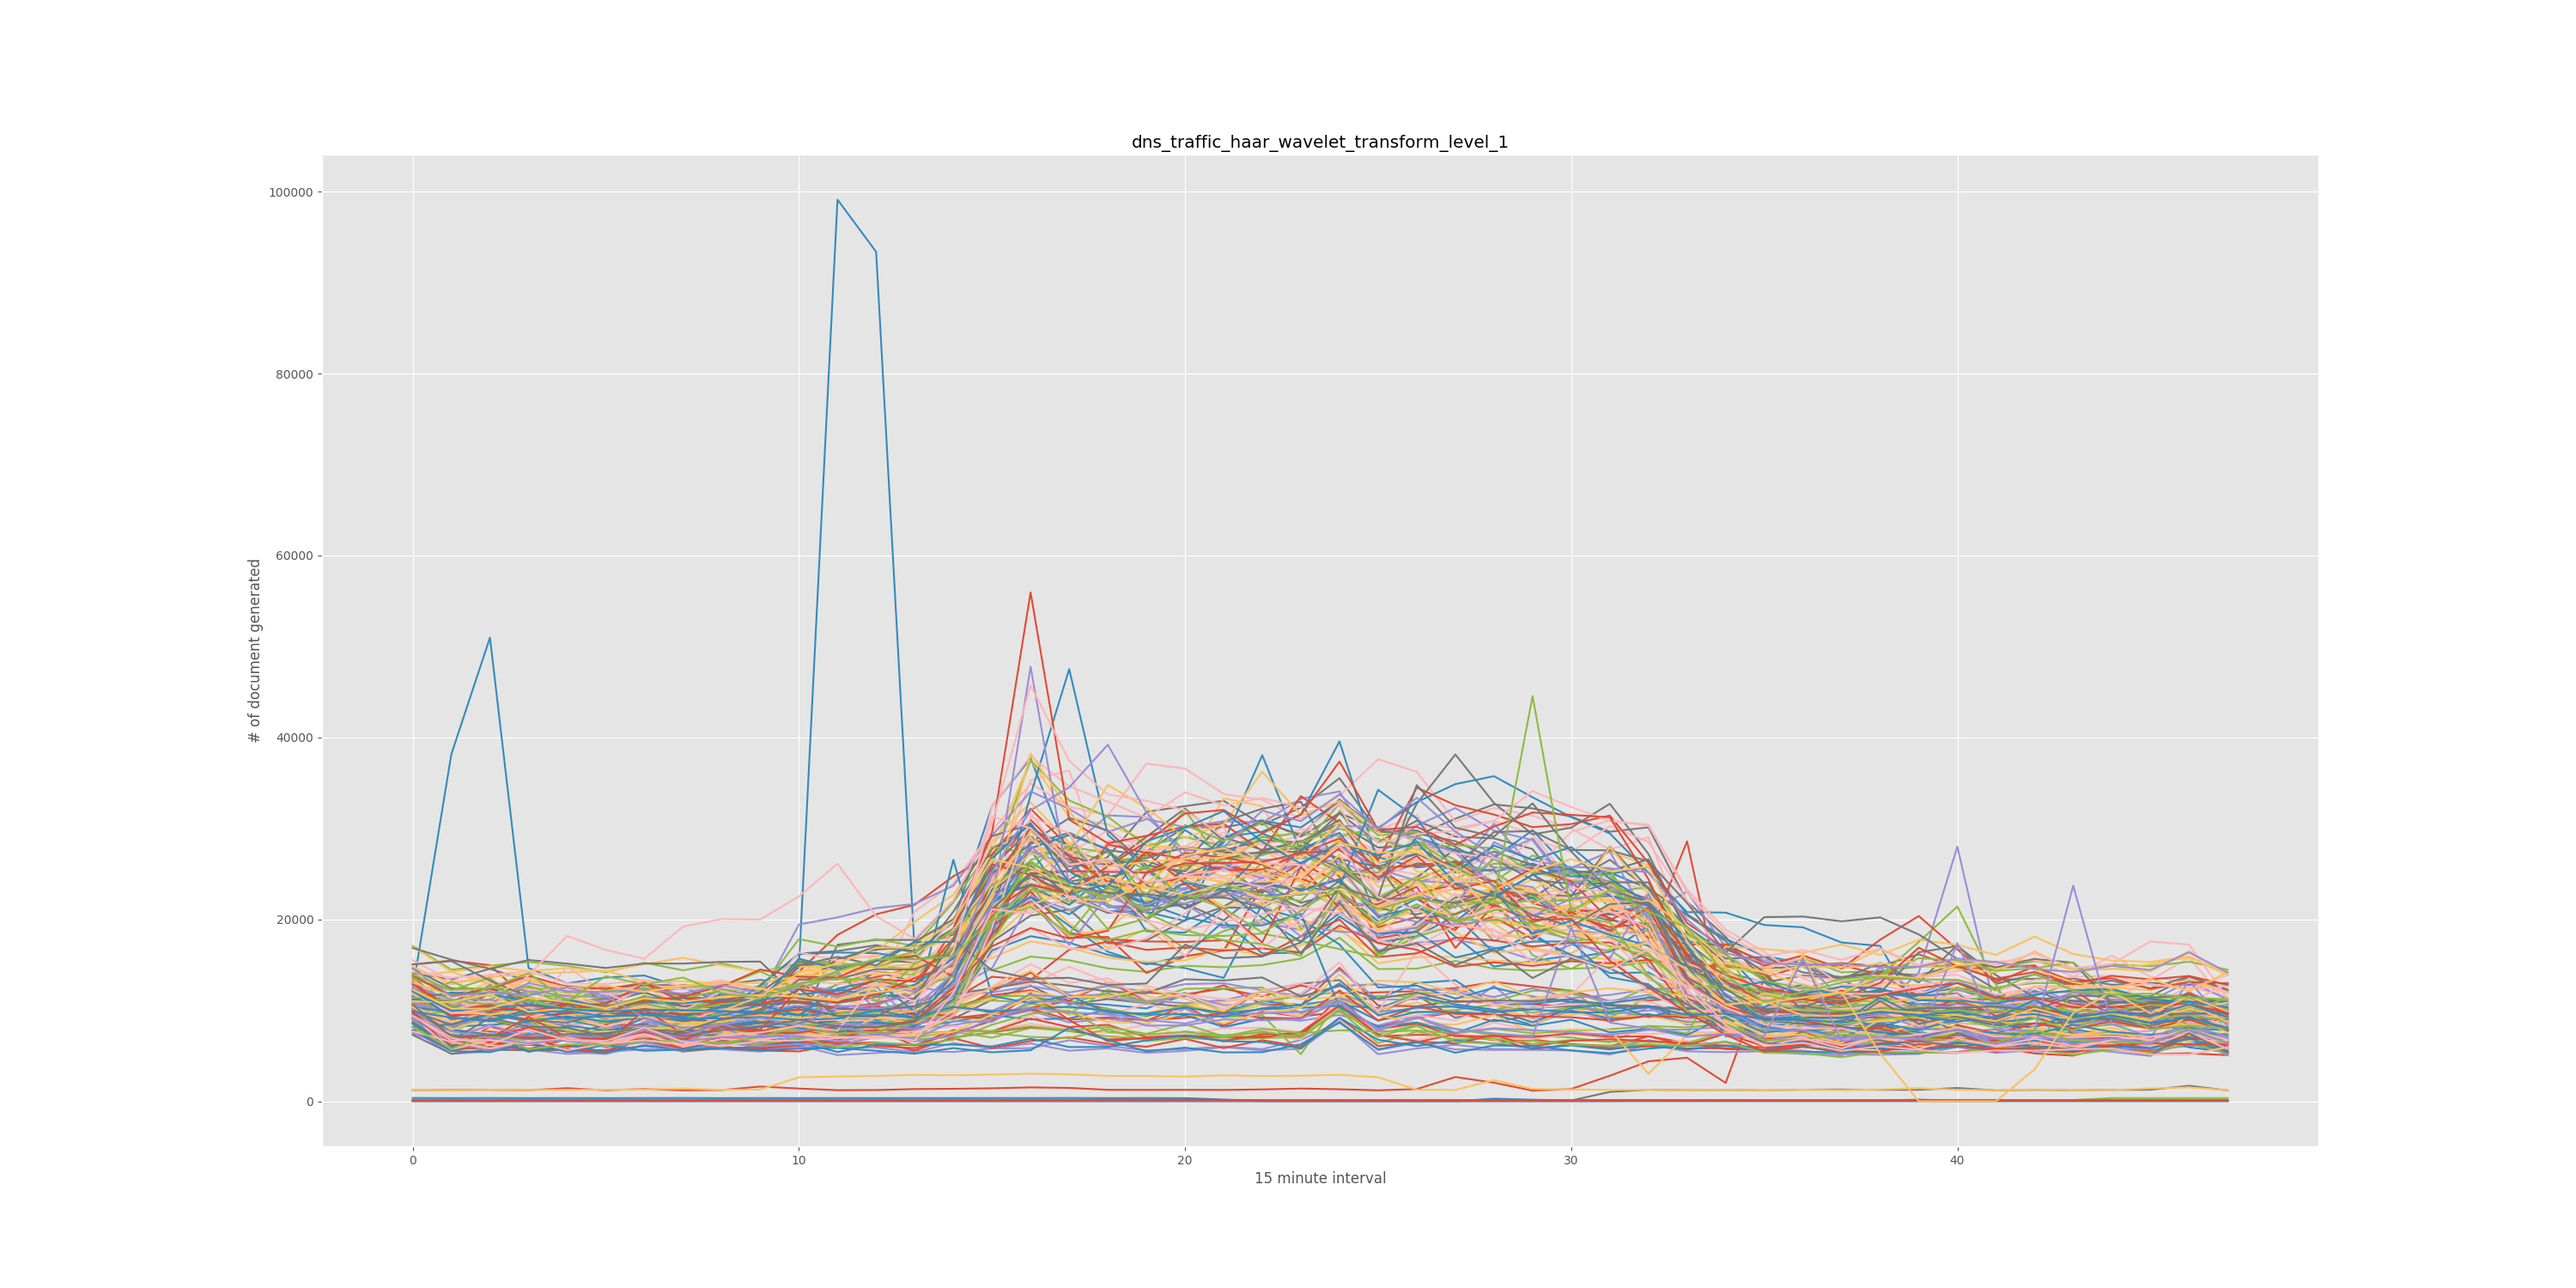 dns_traffic_haar_wavelet_transform_level_1
100000
80000
60000
40000
20000
0
# of document generated
0 10 20 30 40
15 minute interval